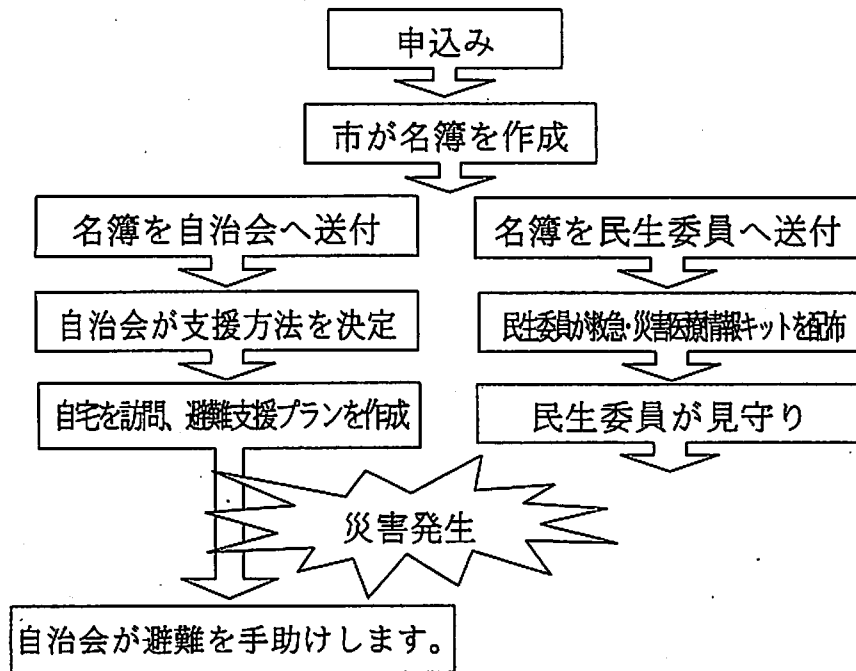 申込み
市が名簿を作成
名簿を自治会へ送付
名簿を民生委員へ送付
自治会が支援方法を決定
民生委員が救急・災害医療情報キットを配布
自宅を訪問、避難支援プランを作成
民生委員が見守り
災害発生
自治会が避難を手助けします。